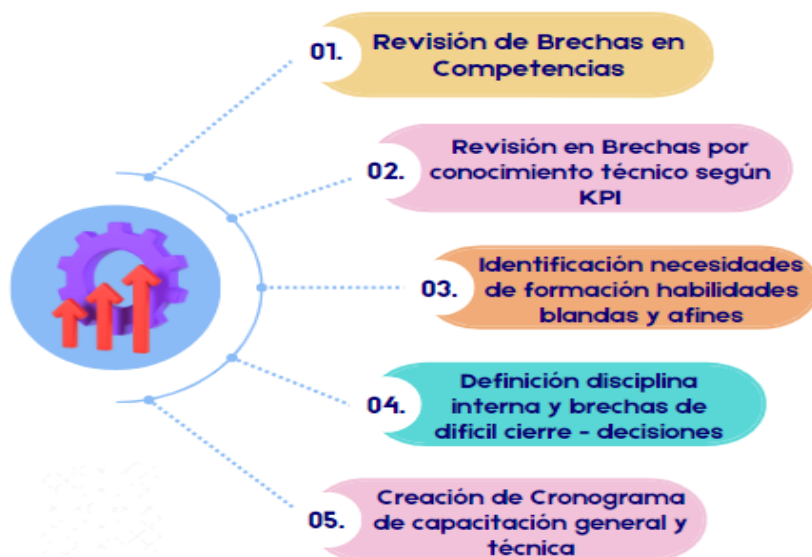 01.
Revisión de Brechas en
Competencias
02.
Revisión en Brechas por
conocimiento técnico según
KPI
03.
Identificación necesidades
de formación habilidades
blandas y afines
04.
Definición disciplina
interna y brechas de
dificil cierre - decisiones
05.
Creación de Cronograma
de capacitación general y
técnica